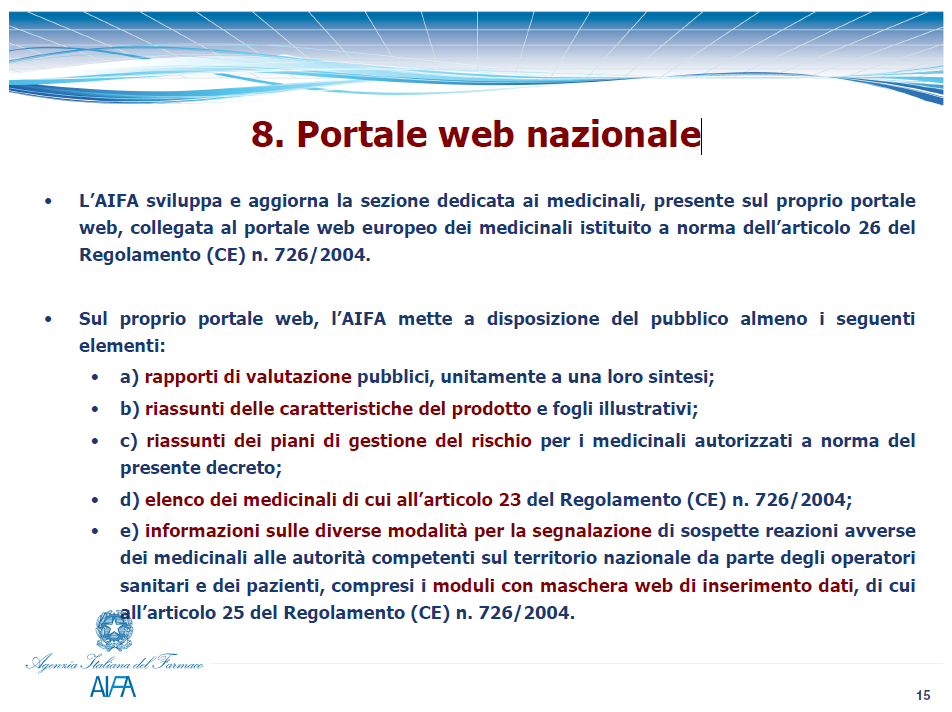 8. Portale web nazionale
• L’AIFA sviluppa e aggiorna la sezione dedicata ai medicinali, presente sul proprio portale
web, collegata al portale web europeo dei medicinali istituito a norma dell’articolo 26 del
Regolamento (CE) n. 726/2004.
• Sul proprio portale web, l’AIFA mette a disposizione del pubblico almeno i seguenti
elementi:
• a) rapporti di valutazione pubblici, unitamente a una loro sintesi;
• b) riassunti delle caratteristiche del prodotto e fogli illustrativi;
• c) riassunti dei piani di gestione del rischio per i medicinali autorizzati a norma del
presente decreto;
• d) elenco dei medicinali di cui all’articolo 23 del Regolamento (CE) n. 726/2004;
• e) informazioni sulle diverse modalità per la segnalazione di sospette reazioni avverse
dei medicinali alle autorità competenti sul territorio nazionale da parte degli operatori
sanitari e dei pazienti, compresi i moduli con maschera web di inserimento dati, di cui
all’articolo 25 del Regolamento (CE) n. 726/2004.
Agenzia Italiana del Farmaco
AIFA
15